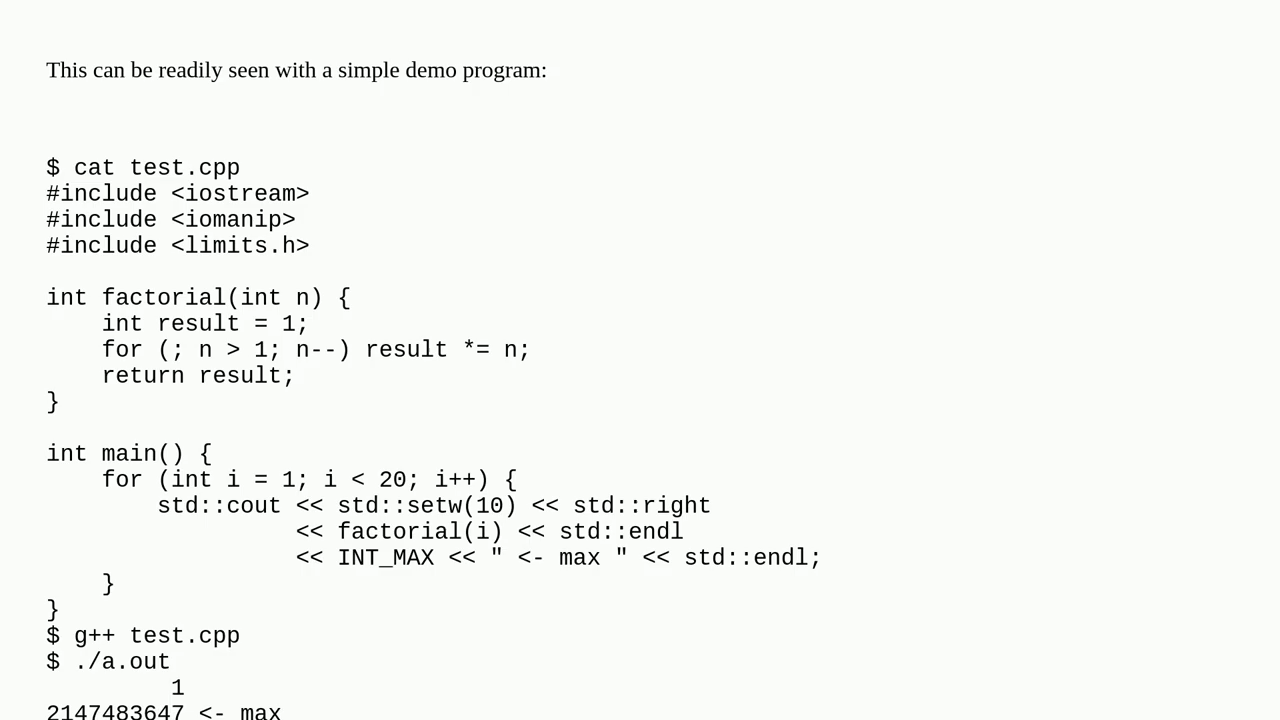 This can be readily seen with a simple demo program:
$ cat test.cpp
#include <iostream>
#include <iomanip>
#include <limits.h>
int factorial(int n) {
    int result = 1;
    for (; n > 1; n--) result *= n;
    return result;
}
int main() {
    for (int i = 1; i < 20; i++) {
        std::cout << std::setw(10) << std::right
                  << factorial(i) << std::endl
                  << INT_MAX << " <- max " << std::endl;
    }
}
$ g++ test.cpp
$ ./a.out
         1
2147483647 <- max